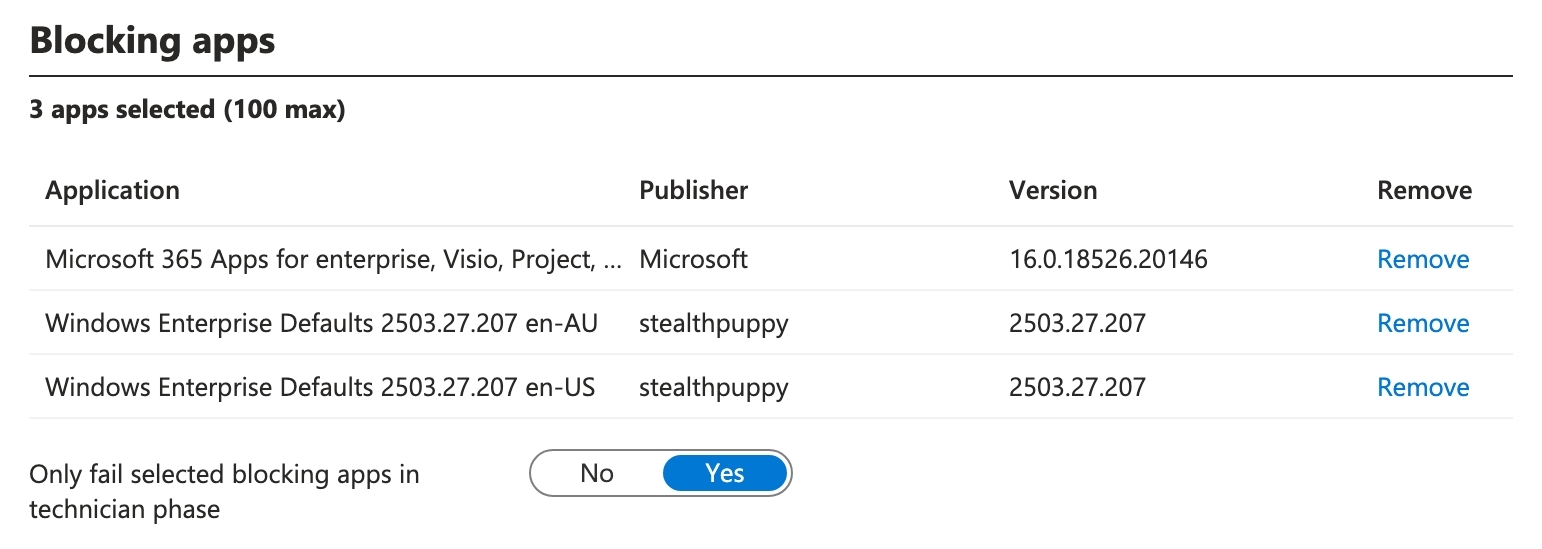 Blocking apps
3 apps selected (100 max)
Application Publisher Version Remove
Microsoft 365 Apps for enterprise, Visio, Project, ... Microsoft 16.0.18526.20146 Remove
Windows Enterprise Defaults 2503.27.207 en-AU stealthpuppy 2503.27.207 Remove
Windows Enterprise Defaults 2503.27.207 en-US stealthpuppy 2503.27.207 Remove
Only fail selected blocking apps in No Yes
technician phase